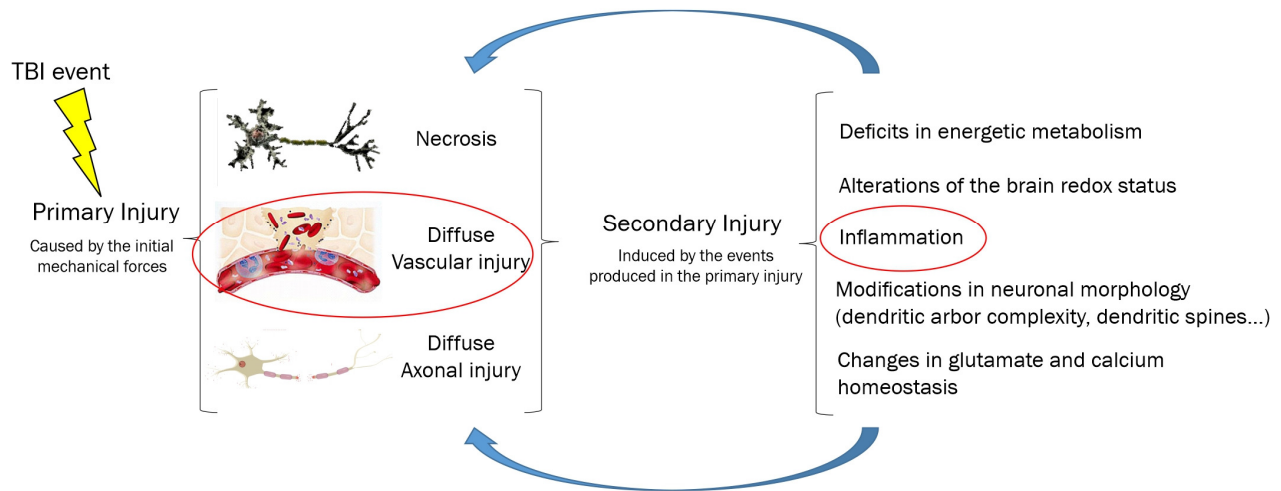 TBI event
Primary Injury
Caused by the initial
mechanical forces
Necrosis
Diffuse
Vascular injury
Diffuse
Axonal injury
Secondary Injury
Induced by the events
produced in the primary injury
Deficits in energetic metabolism
Alterations of the brain redox status
Inflammation
Modifications in neuronal morphology
(dendritic arbor complexity, dendritic spines...)
Changes in glutamate and calcium
homeostasis